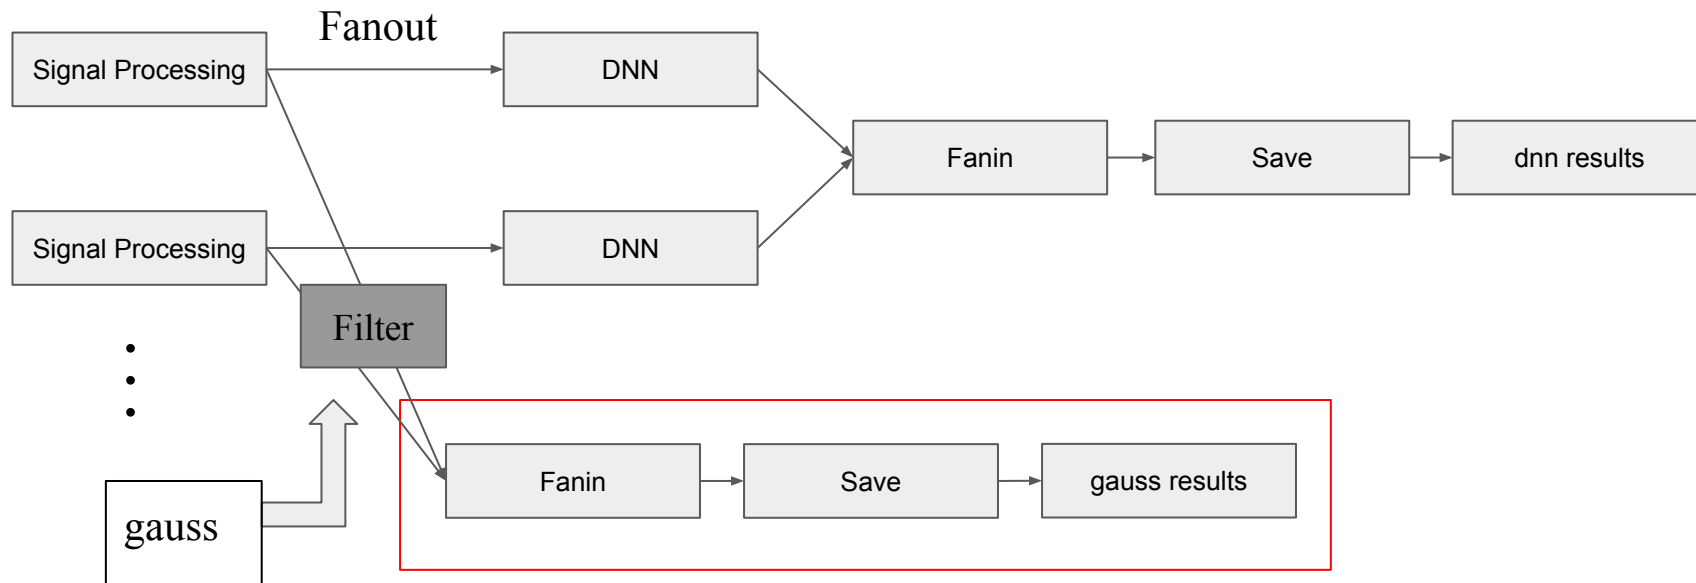 Fanout
Signal Processing
DNN
Fanin
Save
dnn results
Signal Processing
DNN
Filter
Fanin
Save
gauss results
gauss